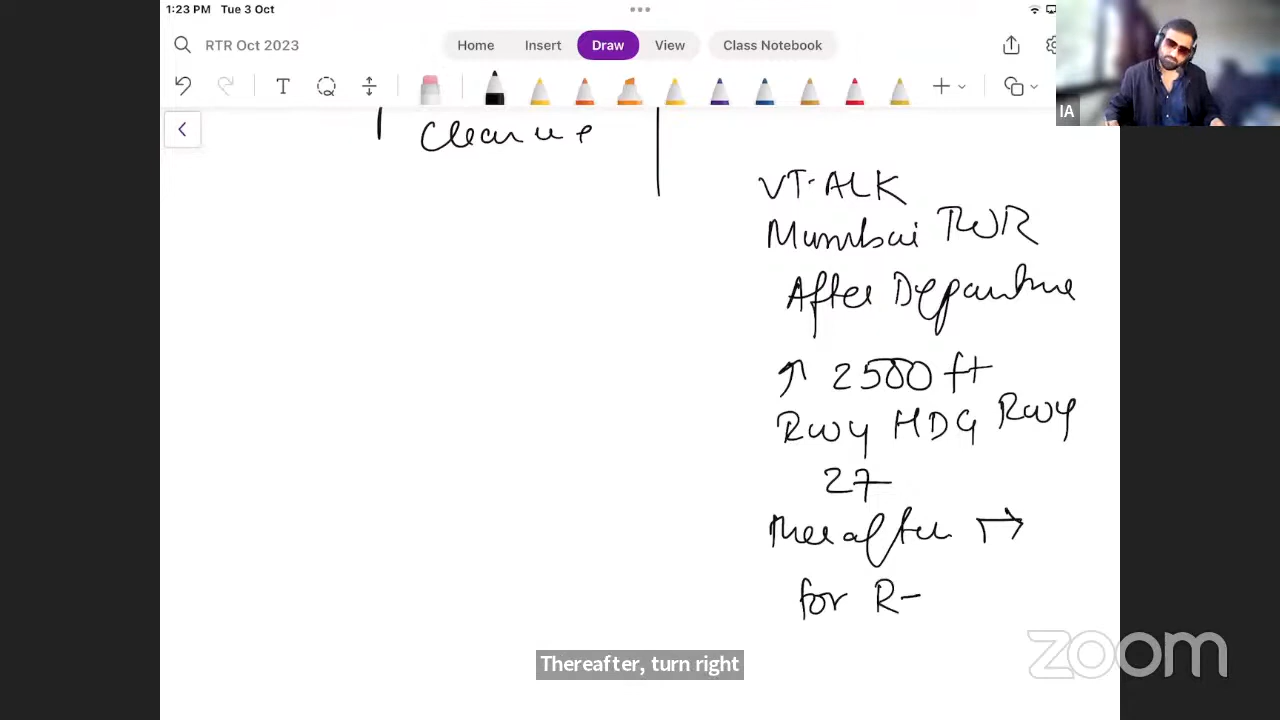 1:23 PM Tue 3 Oct
RTR Oct 2023
Home Insert Draw View Class Notebook
T
IA
Clearance
VT-ALK
Mumbai TWR
After Departure
↑ 2500 ft
Rwy HDG Rwy
27
Thereafter ↱
for R-
Thereafter, turn right
zoom